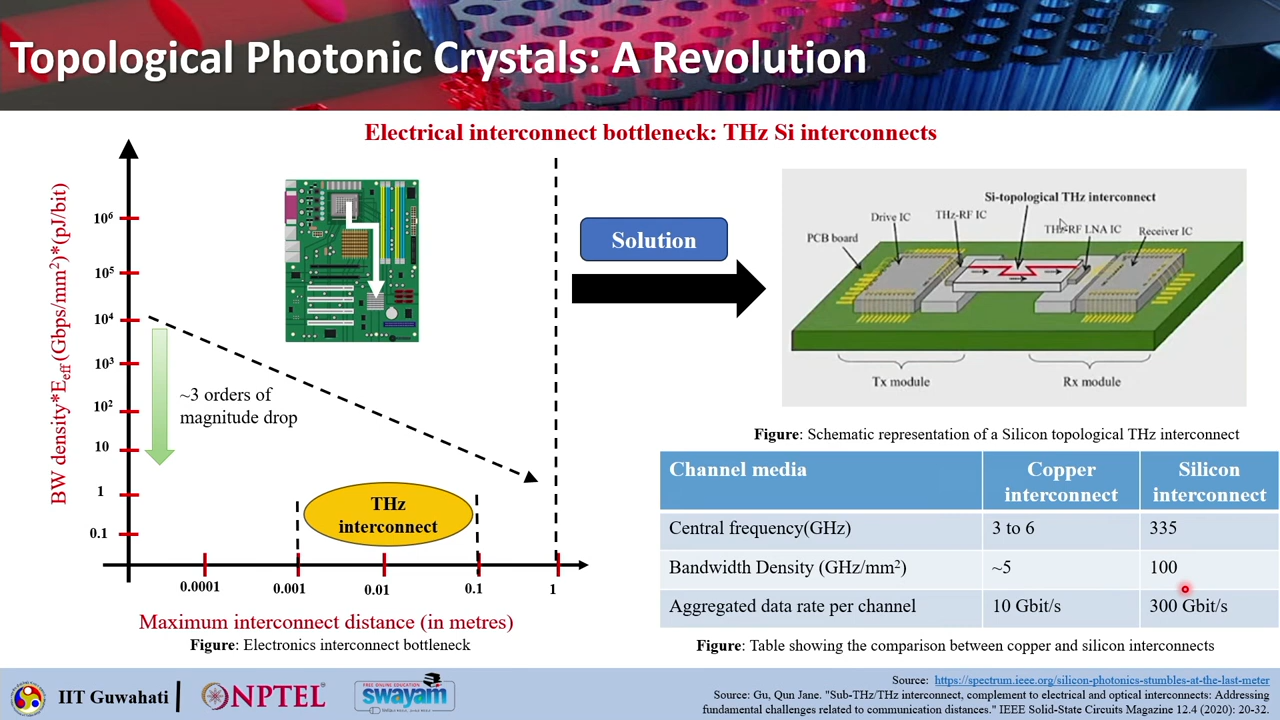 Topological Photonic Crystals: A Revolution
Electrical interconnect bottleneck: THz Si interconnects
BW density*E_eff (Gbps/mm²)*(pJ/bit)
10⁶
10⁵
10⁴
10³
10²
10
1
0.1
~3 orders of
magnitude drop
THz
interconnect
0.0001
0.001
0.01
0.1
1
Maximum interconnect distance (in metres)
Figure: Electronics interconnect bottleneck
Solution
Si-topological THz interconnect
Drive IC
THz-RF IC
THz-RF LNA IC
Receiver IC
PCB board
Tx module
Rx module
Figure: Schematic representation of a Silicon topological THz interconnect
Channel media
Copper
interconnect
Silicon
interconnect
Central frequency(GHz)
3 to 6
335
Bandwidth Density (GHz/mm²)
~5
100
Aggregated data rate per channel
10 Gbit/s
300 Gbit/s
Figure: Table showing the comparison between copper and silicon interconnects
IIT Guwahati
NPTEL
FREE ONLINE EDUCATION
swayam
Source: https://spectrum.ieee.org/silicon-photonics-stumbles-at-the-last-meter
Source: Gu, Qun Jane. "Sub-THz/THz interconnect, complement to electrical and optical interconnects: Addressing
fundamental challenges related to communication distances." IEEE Solid-State Circuits Magazine 12.4 (2020): 20-32.